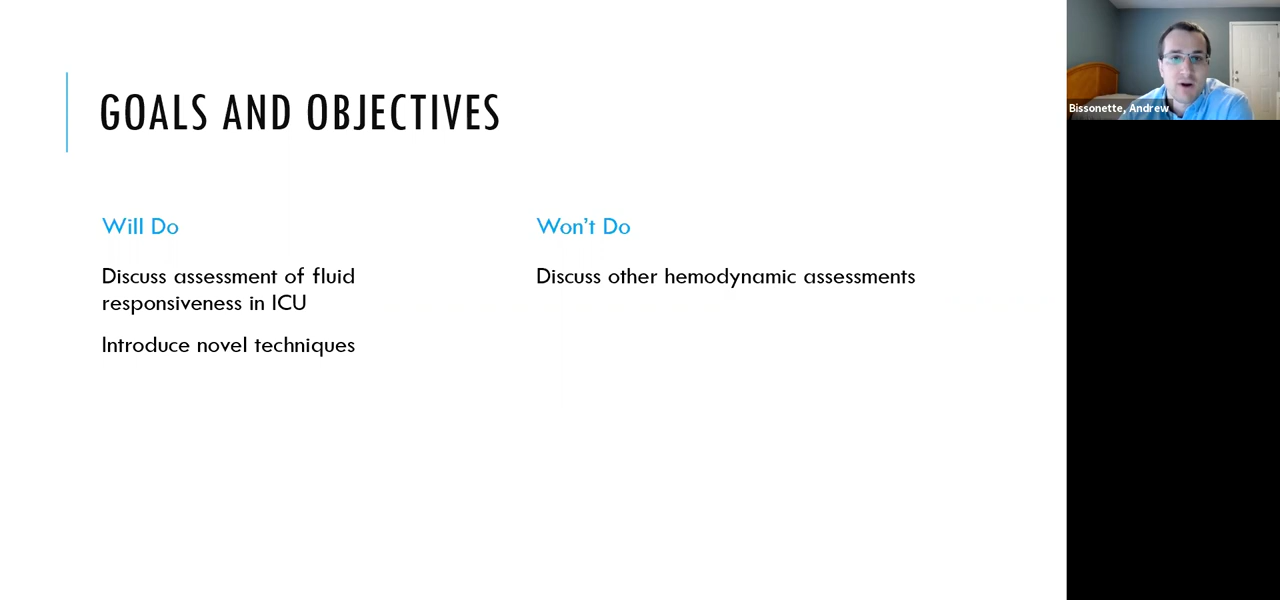 GOALS AND OBJECTIVES
Will Do
Discuss assessment of fluid
responsiveness in ICU
Introduce novel techniques
Won't Do
Discuss other hemodynamic assessments
Bissonette, Andrew